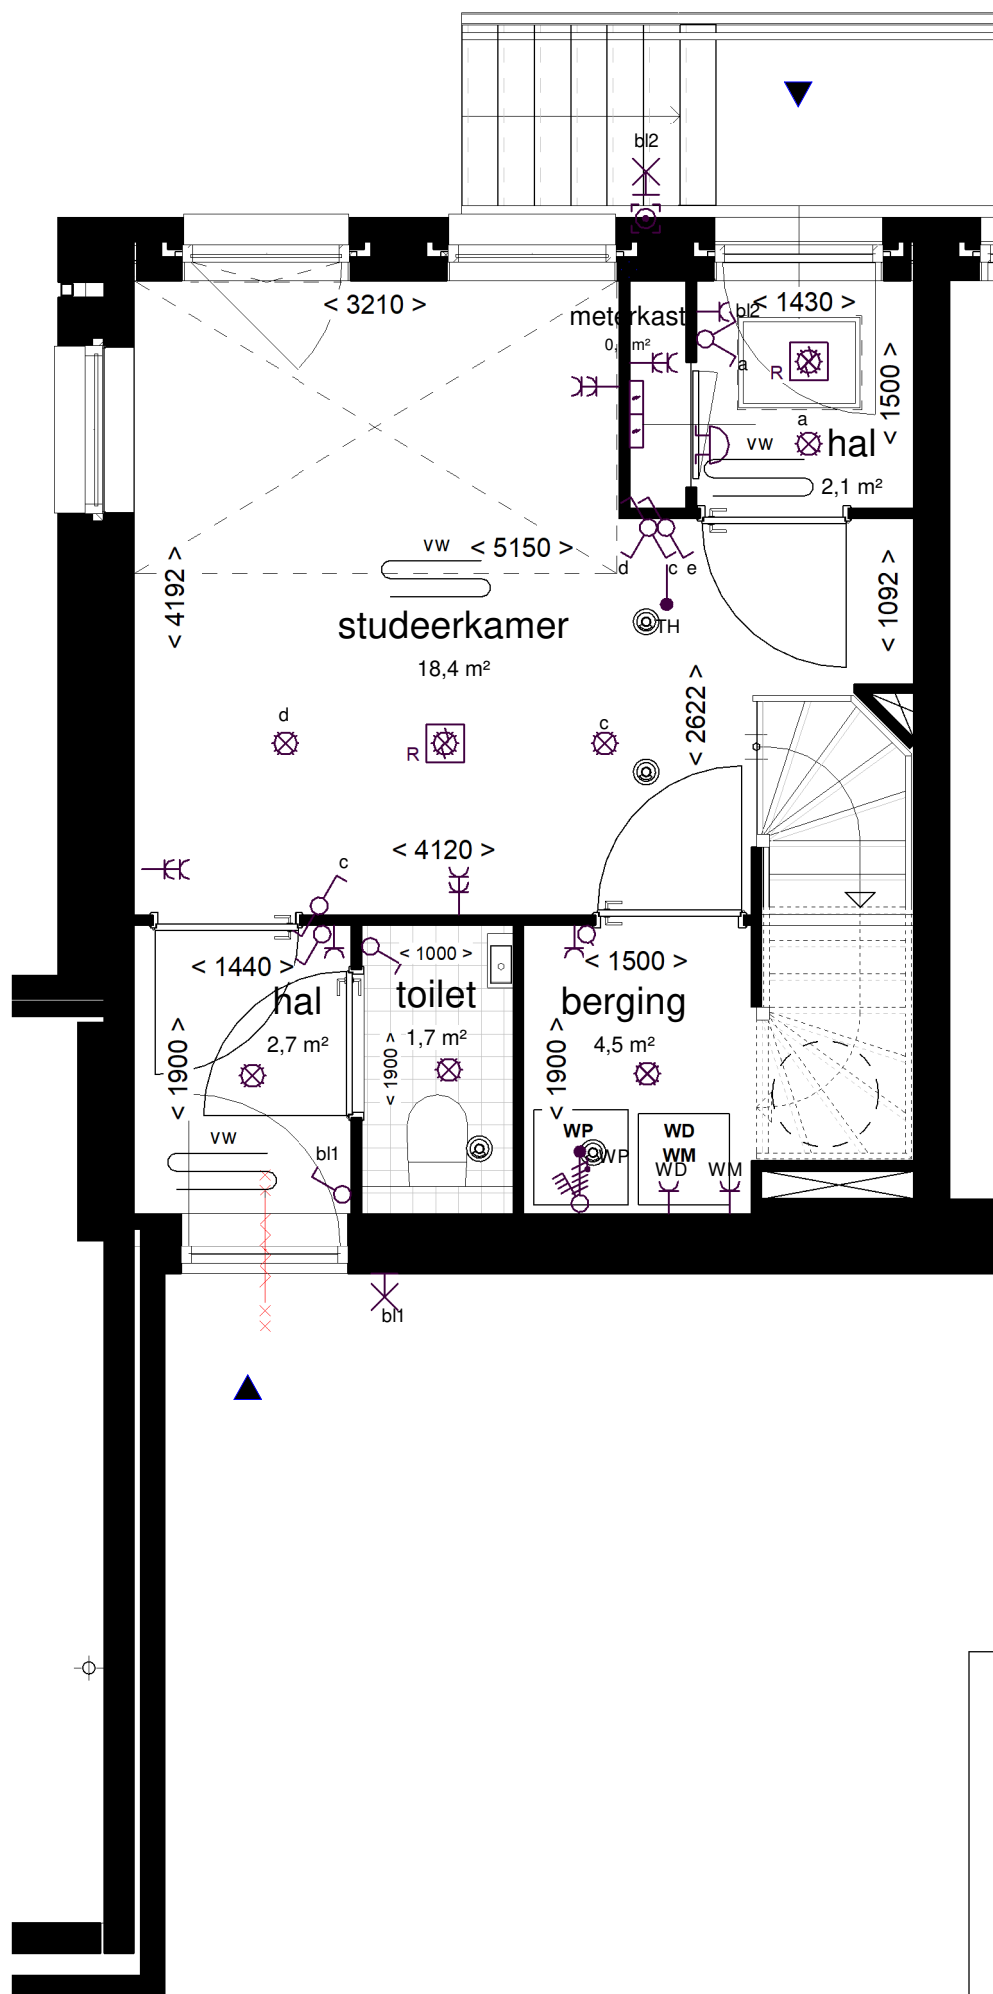 bl2
< 3210 >
meterkast
bl2
< 1430 >
m²
a
R
< 1500 >
a
vw
hal
2,1 m²
vw
< 5150 >
d
c
e
< 4192 >
< 1092 >
studeerkamer
TH
18,4 m²
< 2622 >
d
R
c
< 4120 >
c
< 1440 >
< 1000 >
< 1500 >
hal
toilet
berging
2,7 m²
1,7 m²
4,5 m²
< 1900 >
< 1900 >
< 1900 >
vw
WP
WD
WM
bl1
WP
WD
WM
bl1